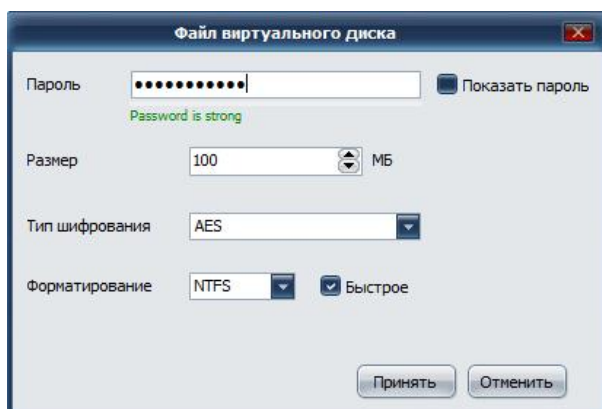 Файл виртуального диска
Пароль ●●●●●●●●●●● Показать пароль
Password is strong
Размер 100 МБ
Тип шифрования AES
Форматирование NTFS Быстрое
Принять Отменить